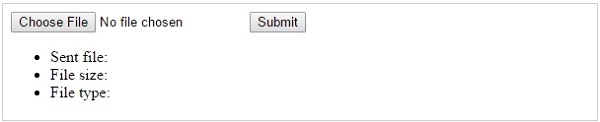 Choose File No file chosen Submit
Sent file:
File size:
File type: